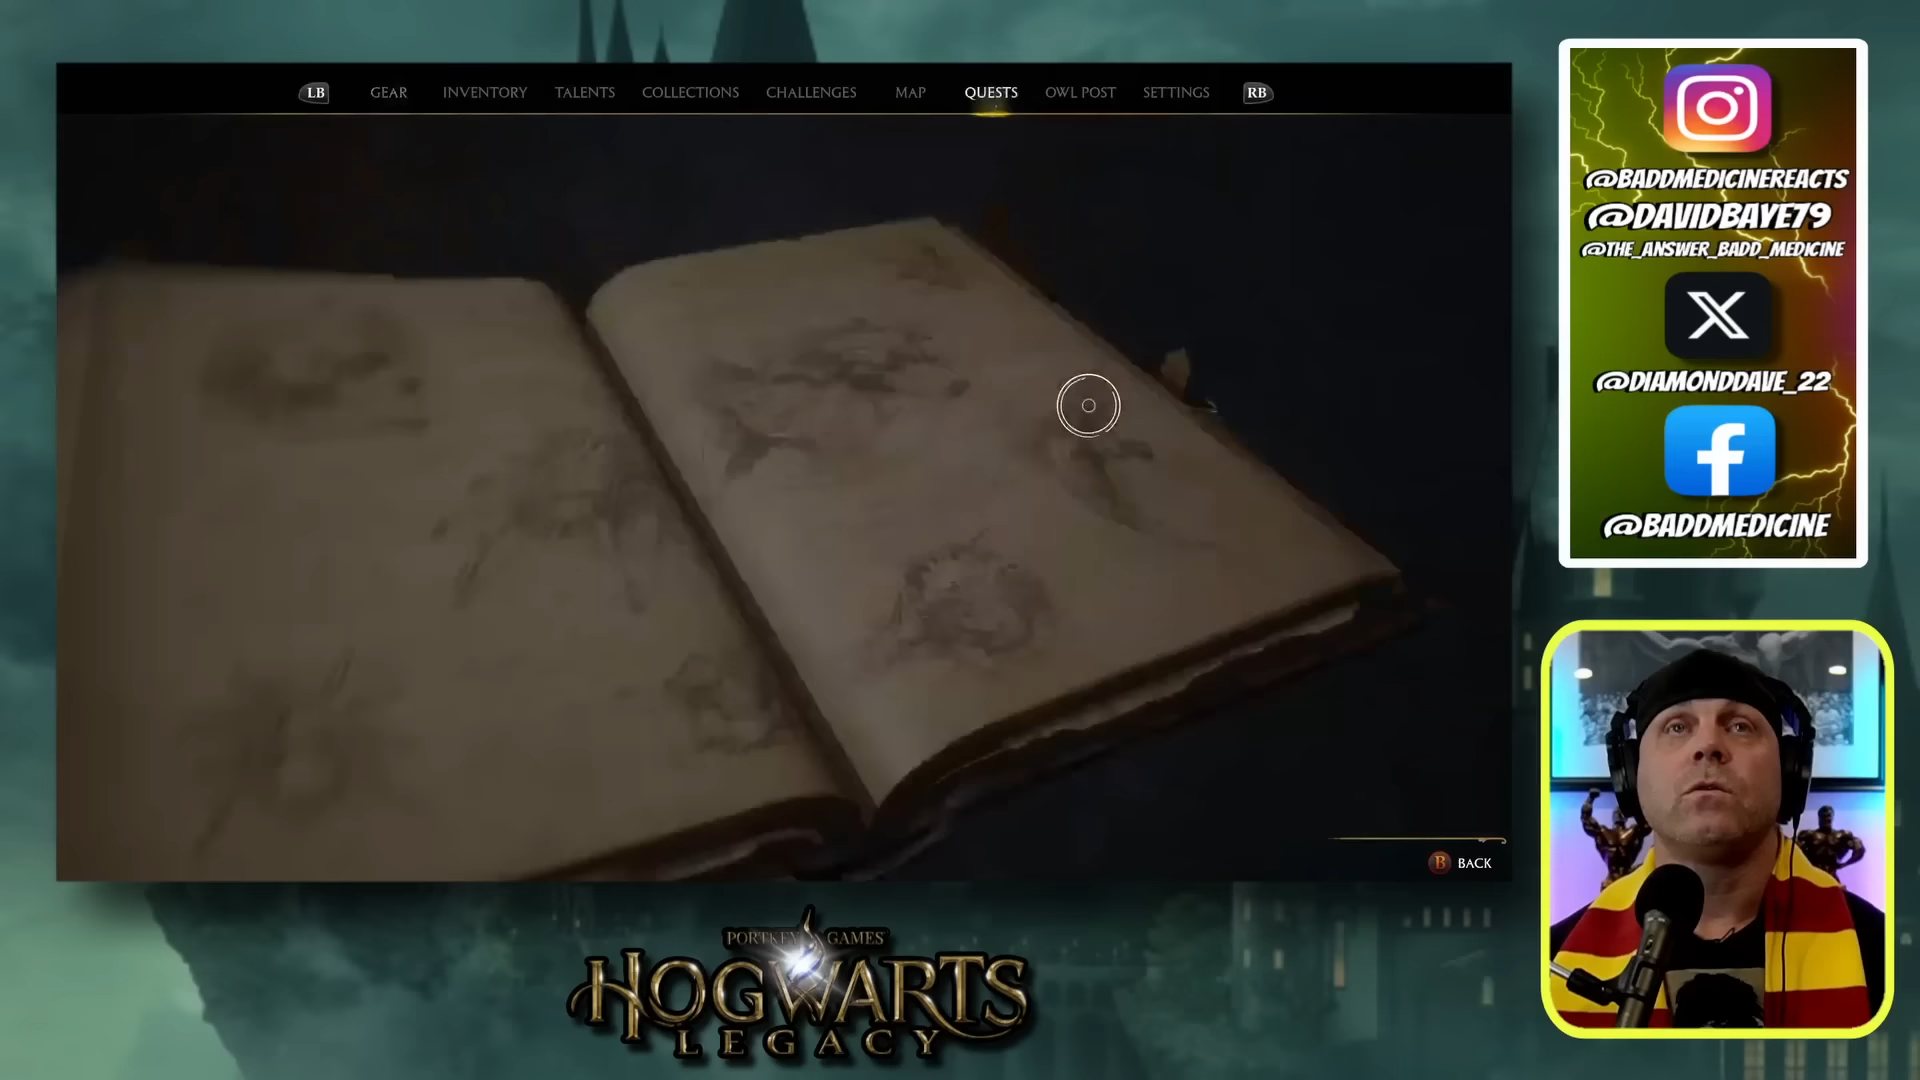 LB GEAR INVENTORY TALENTS COLLECTIONS CHALLENGES MAP QUESTS OWL POST SETTINGS RB
B BACK
PORTKEY GAMES
HOGWARTS
LEGACY
@BADDMEDICINEREACTS
@DAVIDBAYE79
@THE_ANSWER_BADD_MEDICINE
X
@DIAMONDDAVE_22
f
@BADDMEDICINE